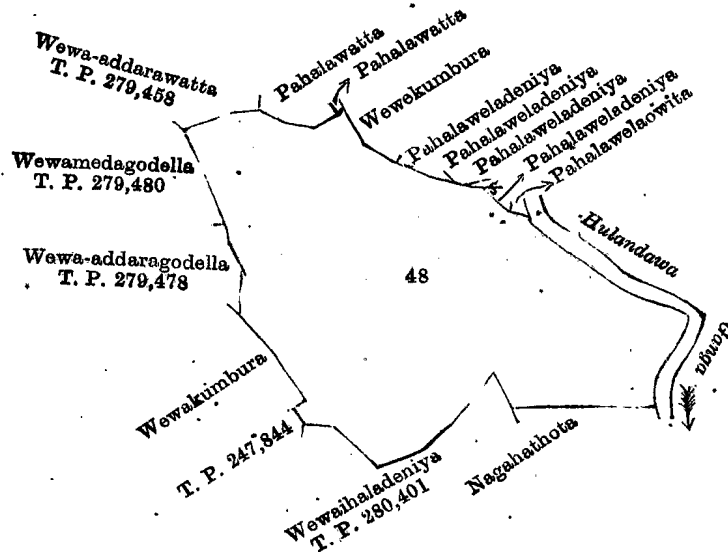 Wewa-addarawatta
T. P. 279,458
Pahalawatta
Pahalawatta
Wewekumbura
Pahalaweladeniya
Pahalaweladeniya
Pahalaweladeniya
Pahalaweladeniya
Pahalawelaowita
Wewamedagodella
T. P. 279,480
Hulandawa
Wewa-addaragodella
T. P. 279,478
48
Ganga
Wewakumbura
T. P. 247,844
Wewaihaladeniya
T. P. 280,401
Nagahathota